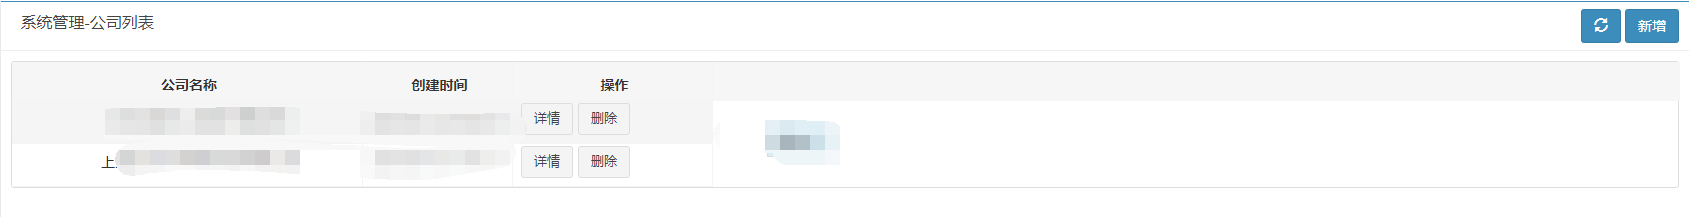 系统管理-公司列表
新增
公司名称 创建时间 操作
详情 删除
上 详情 删除